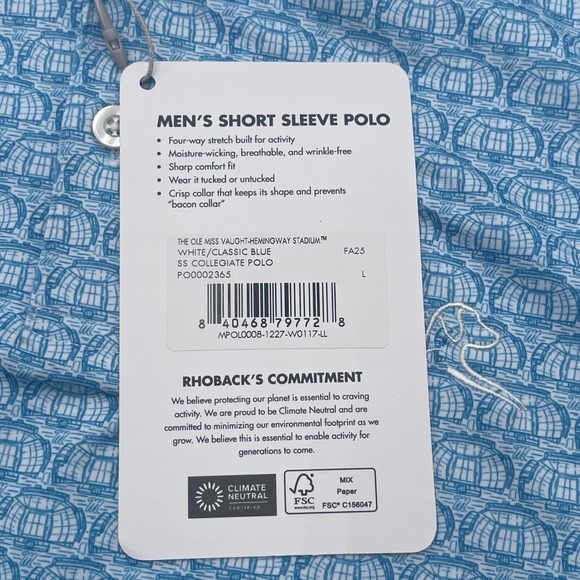 MEN'S SHORT SLEEVE POLO
• Four-way stretch built for activity
• Moisture-wicking, breathable, and wrinkle-free
• Sharp comfort fit
• Wear it tucked or untucked
• Crisp collar that keeps its shape and prevents
"bacon collar"
THE OLE MISS VAUGHT-HEMINGWAY STADIUM™
WHITE/CLASSIC BLUE FA25
SS COLLEGIATE POLO
PO0002365 L
8 40468 79772 8
MPOL0008-1227-W0117-LL
RHOBACK'S COMMITMENT
We believe protecting our planet is essential to craving
activity. We are proud to be Climate Neutral and are
committed to minimizing our environmental footprint as we
grow. We believe this is essential to enable activity for
generations to come.
CLIMATE
NEUTRAL
CERTIFIED
FSC
www.fsc.org
MIX
Paper
FSC® C156047